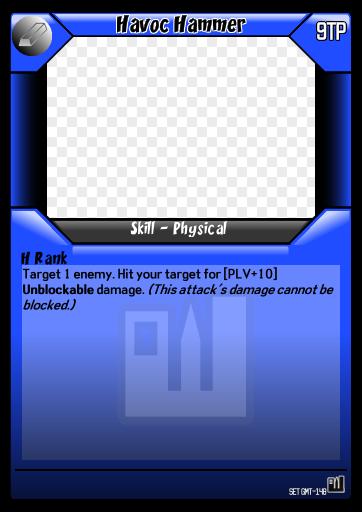 Havoc Hammer
9TP
Skill - Physical
H Rank
Target 1 enemy. Hit your target for [PLV+10]
Unblockable damage. (This attack's damage cannot be
blocked.)
SET GMT-148